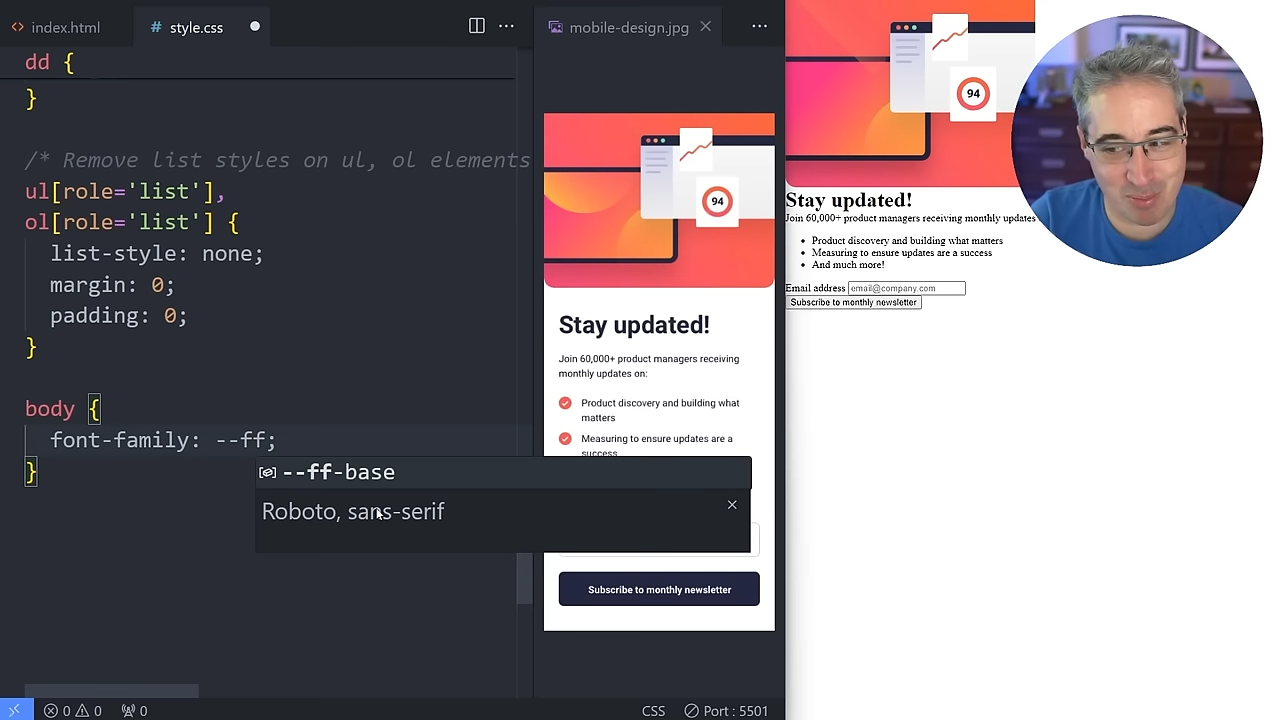 index.html
style.css
mobile-design.jpg
dd {
}
/* Remove list styles on ul, ol elements
ul[role='list'],
ol[role='list'] {
list-style: none;
margin: 0;
padding: 0;
}
body {
font-family: --ff;
}
--ff-base
Roboto, sans-serif
94
Stay updated!
Join 60,000+ product managers receiving
monthly updates on:
Product discovery and building what
matters
Measuring to ensure updates are a
success
Subscribe to monthly newsletter
94
Stay updated!
Join 60,000+ product managers receiving monthly updates
Product discovery and building what matters
Measuring to ensure updates are a success
And much more!
Email address email@company.com
Subscribe to monthly newsletter
0 0 0
CSS
Port : 5501